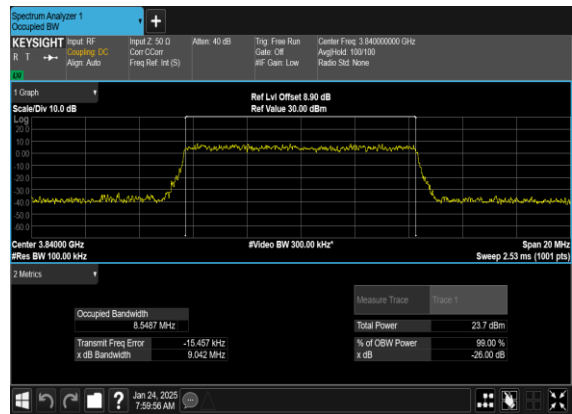 Spectrum Analyzer 1
Occupied BW
KEYSIGHT Input: RF Input Z: 50 Ω Atten: 40 dB Trig: Free Run Center Freq: 3.840000000 GHz
R T Coupling: DC Corr CCorr Gate: Off Avg|Hold: 100/100
Align: Auto Freq Ref: Int (S) #IF Gain: Low Radio Std: None
1 Graph Ref Lvl Offset 8.90 dB
Scale/Div 10.0 dB Ref Value 30.00 dBm
Log
20.0
10.0
0.00
-10.0
-20.0
-30.0
-40.0
-50.0
-60.0
Center 3.84000 GHz #Video BW 300.00 kHz* Span 20 MHz
#Res BW 100.00 kHz Sweep 2.53 ms (1001 pts)
2 Metrics
Measure Trace Trace 1
Occupied Bandwidth
8.5487 MHz Total Power 23.7 dBm
Transmit Freq Error -15.457 kHz % of OBW Power 99.00 %
x dB Bandwidth 9.042 MHz x dB -26.00 dB
? Jan 24, 2025
7:59:56 AM